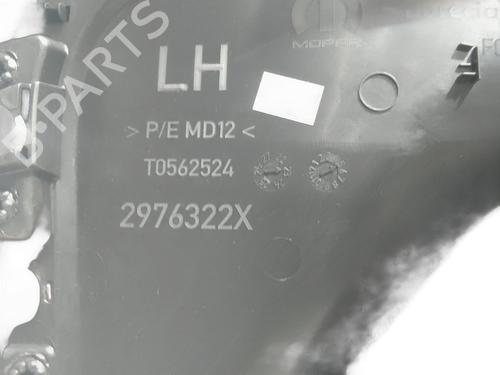 B-PARTS
MOPAR
LH
> P/E MD12 <
T0562524
2976322X